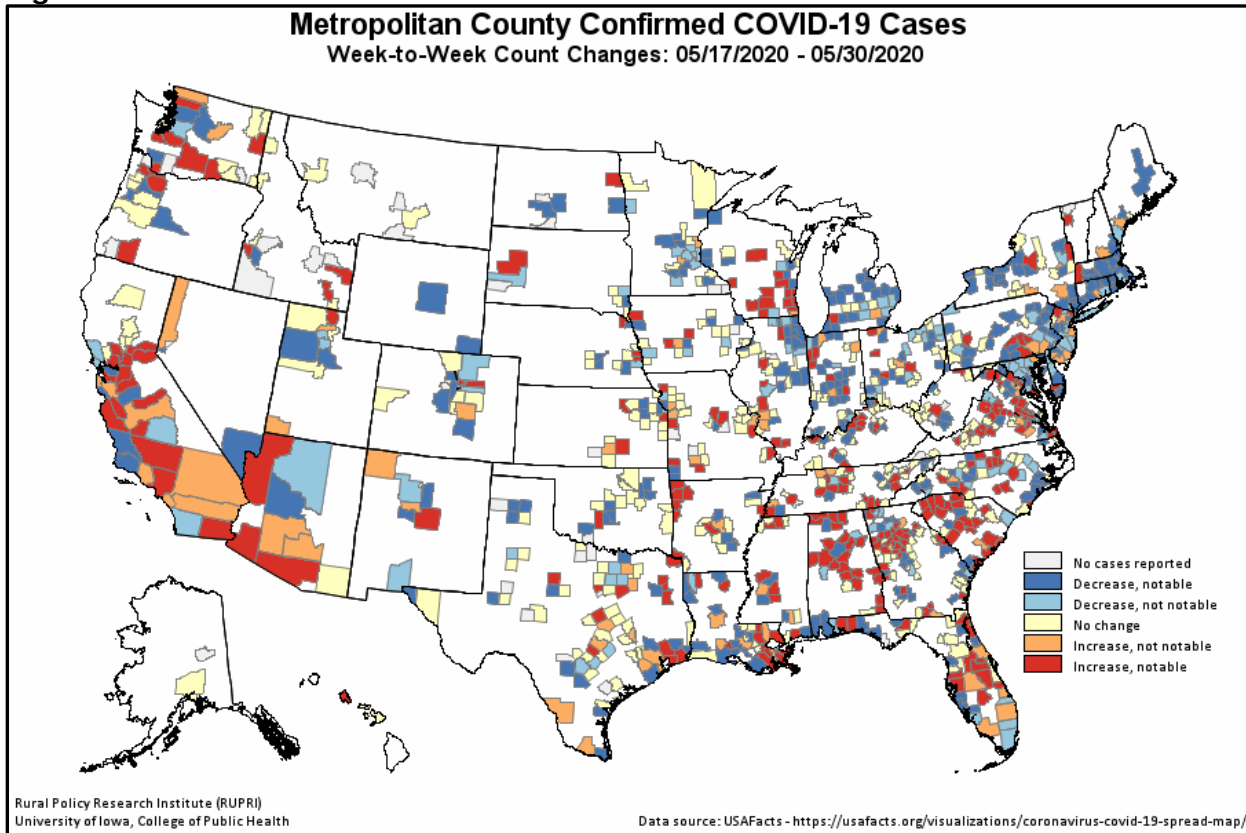 Metropolitan County Confirmed COVID-19 Cases
Week-to-Week Count Changes: 05/17/2020 - 05/30/2020
No cases reported
Decrease, notable
Decrease, not notable
No change
Increase, not notable
Increase, notable
Rural Policy Research Institute (RUPRI)
University of Iowa, College of Public Health
Data source: USAFacts - https://usafacts.org/visualizations/coronavirus-covid-19-spread-map/